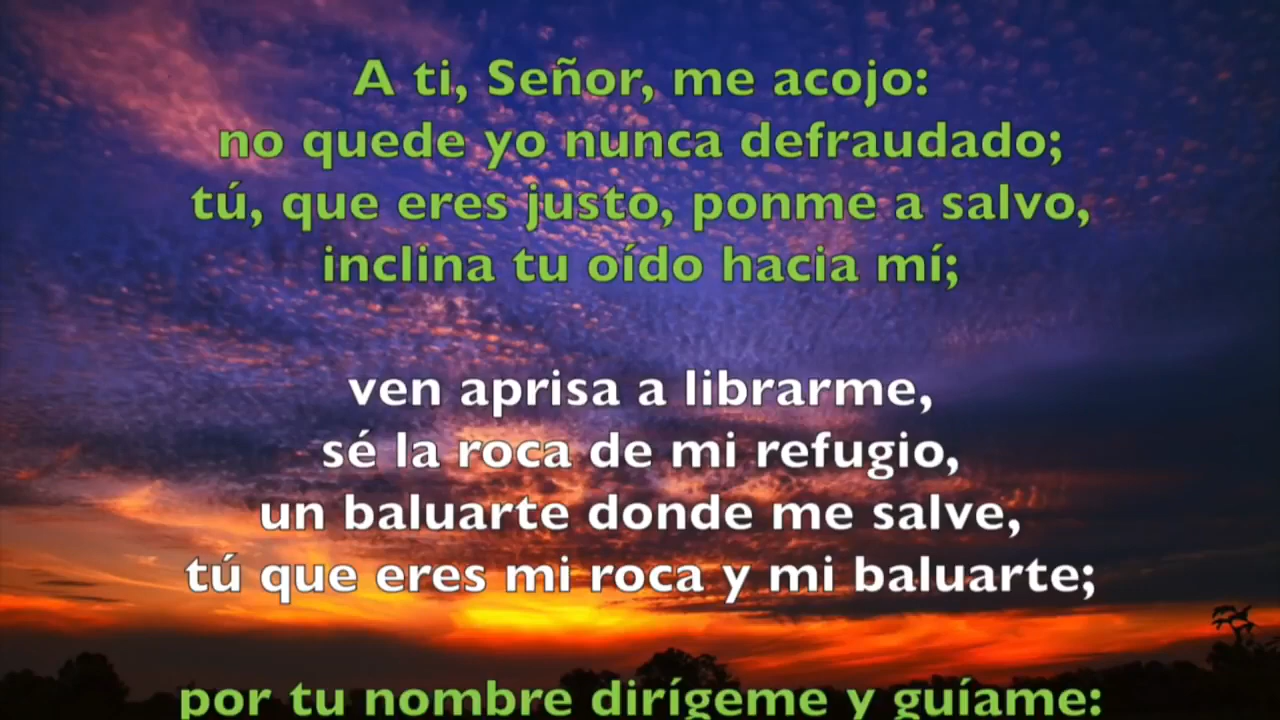 A ti, Señor, me acojo:
no quede yo nunca defraudado;
tú, que eres justo, ponme a salvo,
inclina tu oído hacia mí;
ven aprisa a librarme,
sé la roca de mi refugio,
un baluarte donde me salve,
tú que eres mi roca y mi baluarte;
por tu nombre dirígeme y guíame: